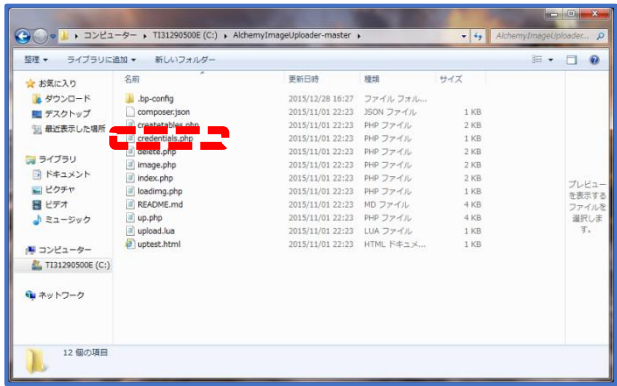 コンピューター ▸ TI31290500E (C:) ▸ AlchemyImageUploader-master ▸
AlchemyImageUploader...
整理 ▼ ライブラリに追加 ▼ 新しいフォルダー
お気に入り
ダウンロード
デスクトップ
最近表示した場所
ライブラリ
ドキュメント
ピクチャ
ビデオ
ミュージック
コンピューター
TI31290500E (C:)
ネットワーク
名前 更新日時 種類 サイズ
.bp-config 2015/12/28 16:27 ファイル フォル...
composer.json 2015/11/01 22:23 JSON ファイル 1 KB
createtables.php 2015/11/01 22:23 PHP ファイル 2 KB
credentials.php 2015/11/01 22:23 PHP ファイル 1 KB
delete.php 2015/11/01 22:23 PHP ファイル 2 KB
image.php 2015/11/01 22:23 PHP ファイル 2 KB
index.php 2015/11/01 22:23 PHP ファイル 2 KB
loadimg.php 2015/11/01 22:23 PHP ファイル 1 KB
README.md 2015/11/01 22:23 MD ファイル 4 KB
up.php 2015/11/01 22:23 PHP ファイル 4 KB
upload.lua 2015/11/01 22:23 LUA ファイル 1 KB
uptest.html 2015/11/01 22:23 HTML ドキュメ... 1 KB
プレビュー
を表示する
ファイルを
選択しま
す。
12 個の項目